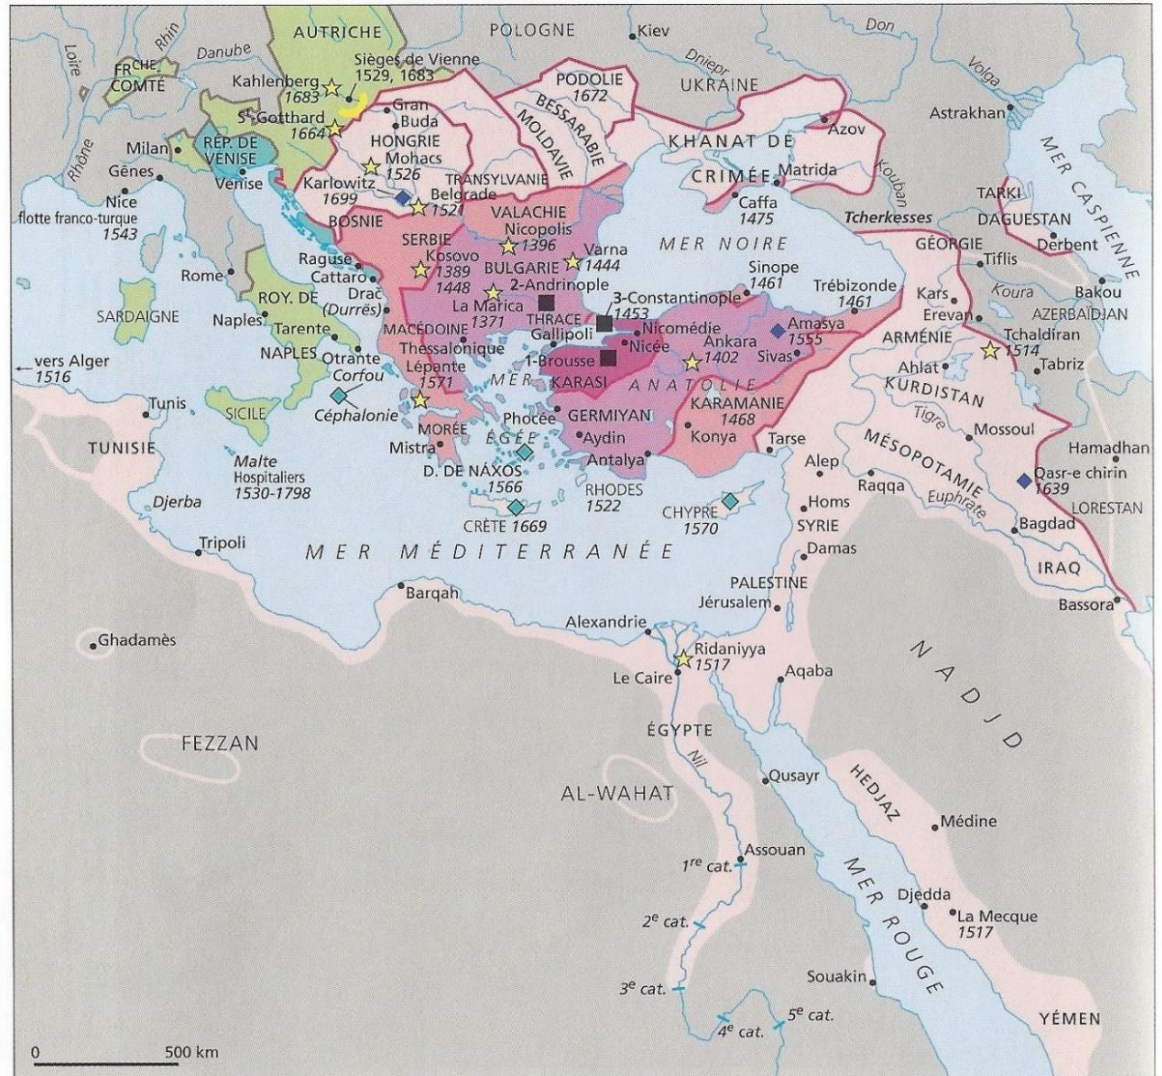 AUTRICHE
POLOGNE
Kiev
Don
Rhin
Loire
Danube
Dniepr
Volga
F^RCHE
COMTÉ
Kahlenberg
1683
Sièges de Vienne
1529, 1683
PODOLIE
1672
UKRAINE
Astrakhan
S^t Gotthard
1664
Gran
Buda
BESSARABIE
MOLDAVIE
KHANAT DE
CRIMÉE
Azov
Milan
RÉP. DE
VENISE
HONGRIE
Mohacs
1526
MER CASPIENNE
Rhône
Gênes
Venise
Karlowitz
1699
TRANSYLVANIE
Matrida
Kouban
Nice
flotte franco-turque
1543
Belgrade
1521
Caffa
1475
TARKI
DAGUESTAN
Derbent
BOSNIE
VALACHIE
Nicopolis
1396
Tcherkesses
SERBIE
Kosovo
1389
1448
Varna
1444
MER NOIRE
GÉORGIE
Tiflis
Rome
Raguse
Cattaro
BULGARIE
2-Andrinople
Sinope
1461
Trébizonde
1461
Koura
Bakou
ROY. DE
NAPLES
Naples
Tarente
Drač
(Durrës)
La Marica
1371
3-Constantinople
1453
Kars
Erevan
AZERBAÏDJAN
SARDAIGNE
MACÉDOINE
Thessalonique
THRACE
Gallipoli
Nicomédie
Nicée
Ankara
1402
Amasya
1555
Sivas
ARMÉNIE
Tchaldiran
1514
vers Alger
1516
Otrante
Corfou
Lépante
1571
MER
ÉGÉE
1-Brousse
KARASI
ANATOLIE
Ahlat
Tabriz
KURDISTAN
Tunis
SICILE
Céphalonie
Phocée
GERMIYAN
KARAMANIE
1468
Tigre
Mossoul
TUNISIE
MORÉE
Mistra
Aydin
Konya
Tarse
MÉSOPOTAMIE
Hamadhan
Malte
Hospitaliers
1530-1798
D. DE NÁXOS
1566
Antalya
Alep
Raqqa
Qasr-e chirin
1639
Djerba
RHODES
1522
CRÈTE 1669
CHYPRE
1570
Homs
SYRIE
Euphrate
LORESTAN
Bagdad
Tripoli
MER MÉDITERRANÉE
Damas
IRAQ
Barqah
PALESTINE
Jérusalem
Bassora
Alexandrie
Ghadamès
Ridaniyya
1517
Le Caire
Aqaba
NADJD
FEZZAN
ÉGYPTE
Nil
AL-WAHAT
Qusayr
HEDJAZ
Médine
Assouan
1re cat.
MER ROUGE
Djedda
La Mecque
1517
2e cat.
Souakin
3e cat.
4e cat.
5e cat.
YÉMEN
0 500 km